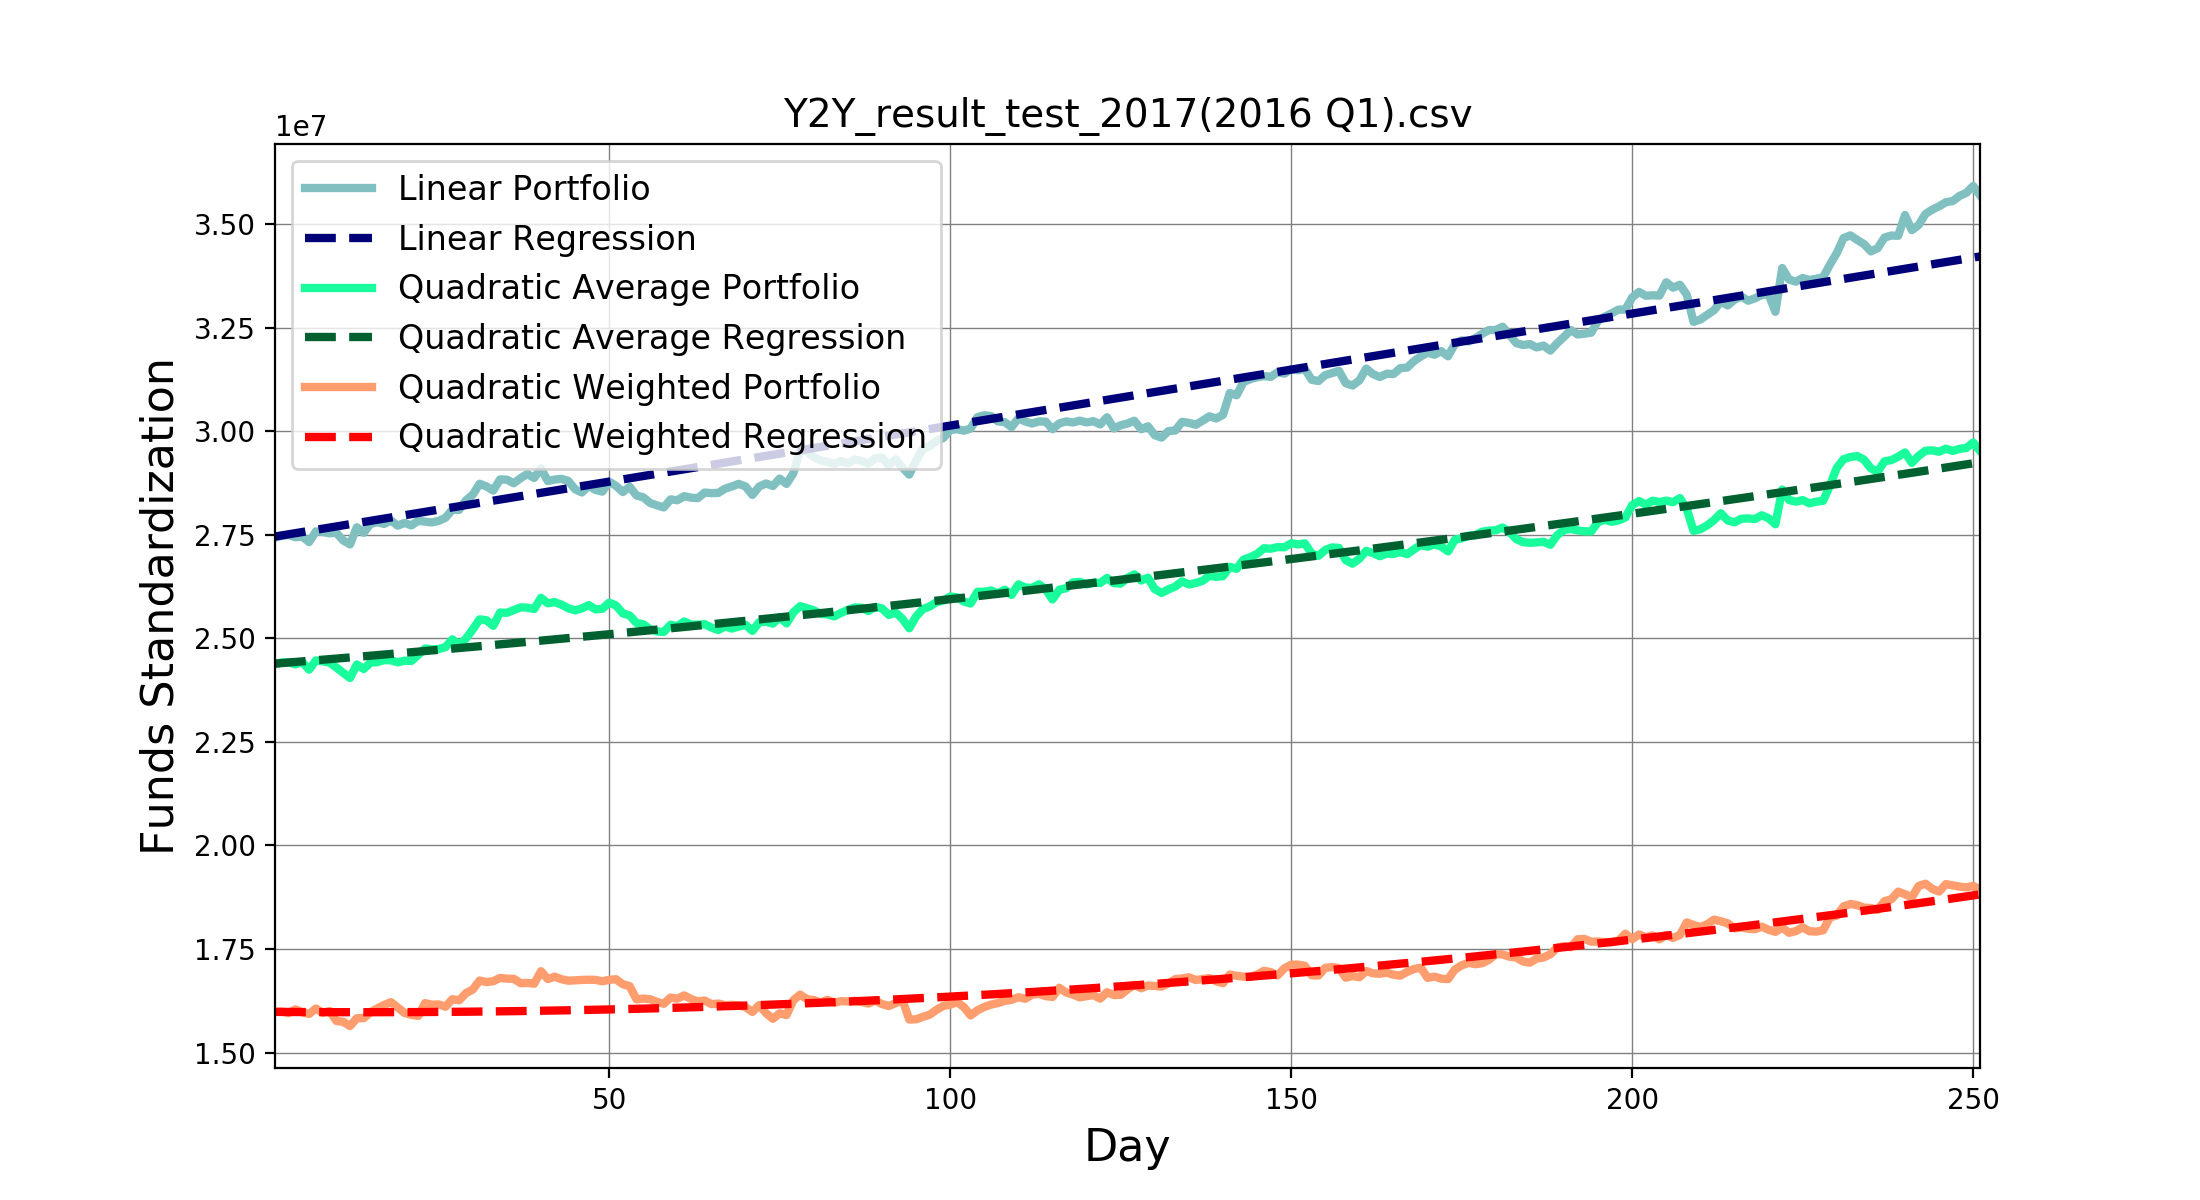 Y2Y_result_test_2017(2016 Q1).csv
1e7
Linear Portfolio
Linear Regression
Quadratic Average Portfolio
Quadratic Average Regression
Quadratic Weighted Portfolio
Quadratic Weighted Regression
3.50
3.25
3.00
2.75
2.50
2.25
2.00
1.75
1.50
Funds Standardization
50 100 150 200 250
Day